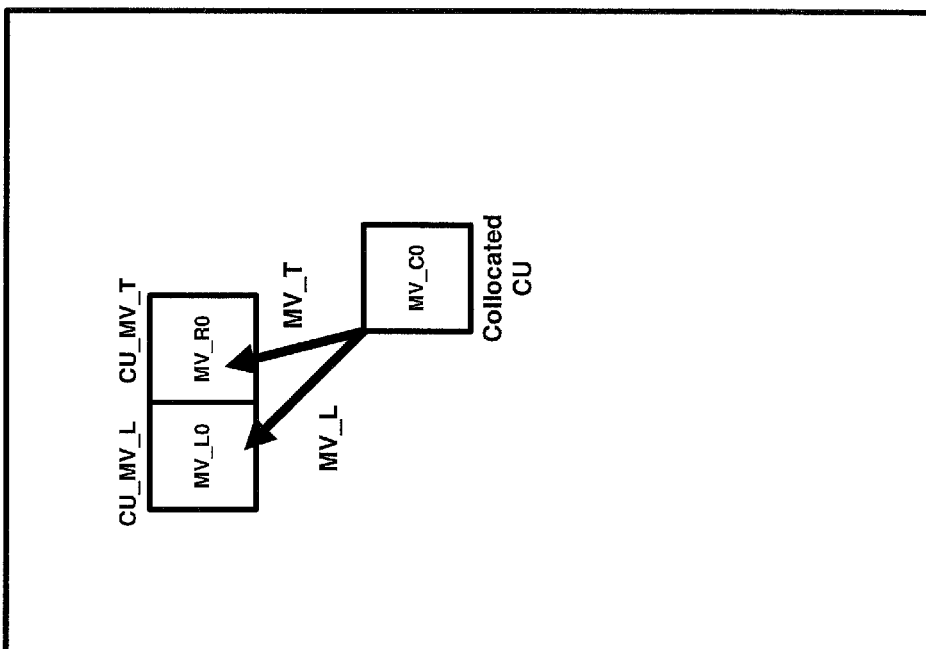 CU_MV_L
CU_MV_T
MV_L0
MV_R0
MV_T
MV_L
MV_C0
Collocated
CU